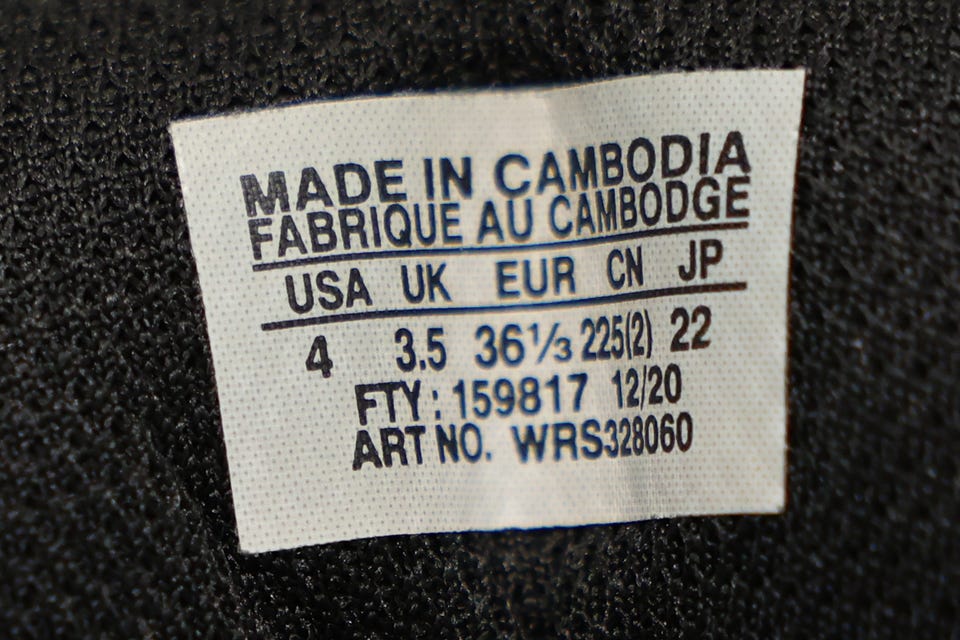 MADE IN CAMBODIA
FABRIQUE AU CAMBODGE
USA UK EUR CN JP
4 3.5 36⅓ 225(2) 22
FTY: 159817 12/20
ART NO. WRS328060